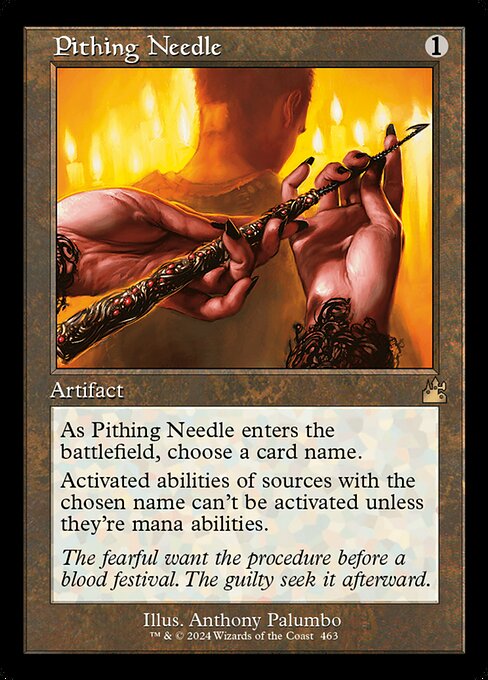 Pithing Needle 1
Artifact
As Pithing Needle enters the
battlefield, choose a card name.
Activated abilities of sources with the
chosen name can't be activated unless
they're mana abilities.
The fearful want the procedure before a
blood festival. The guilty seek it afterward.
Illus. Anthony Palumbo
™ & © 2024 Wizards of the Coast 463